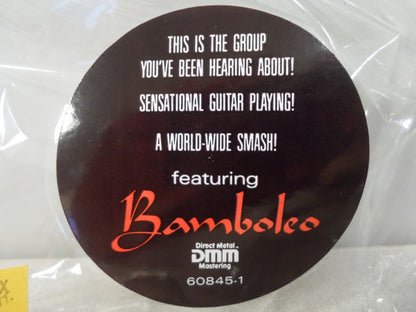 THIS IS THE GROUP
YOU'VE BEEN HEARING ABOUT!
SENSATIONAL GUITAR PLAYING!
A WORLD-WIDE SMASH!
featuring
Bamboleo
Direct Metal
DMM
Mastering
60845-1